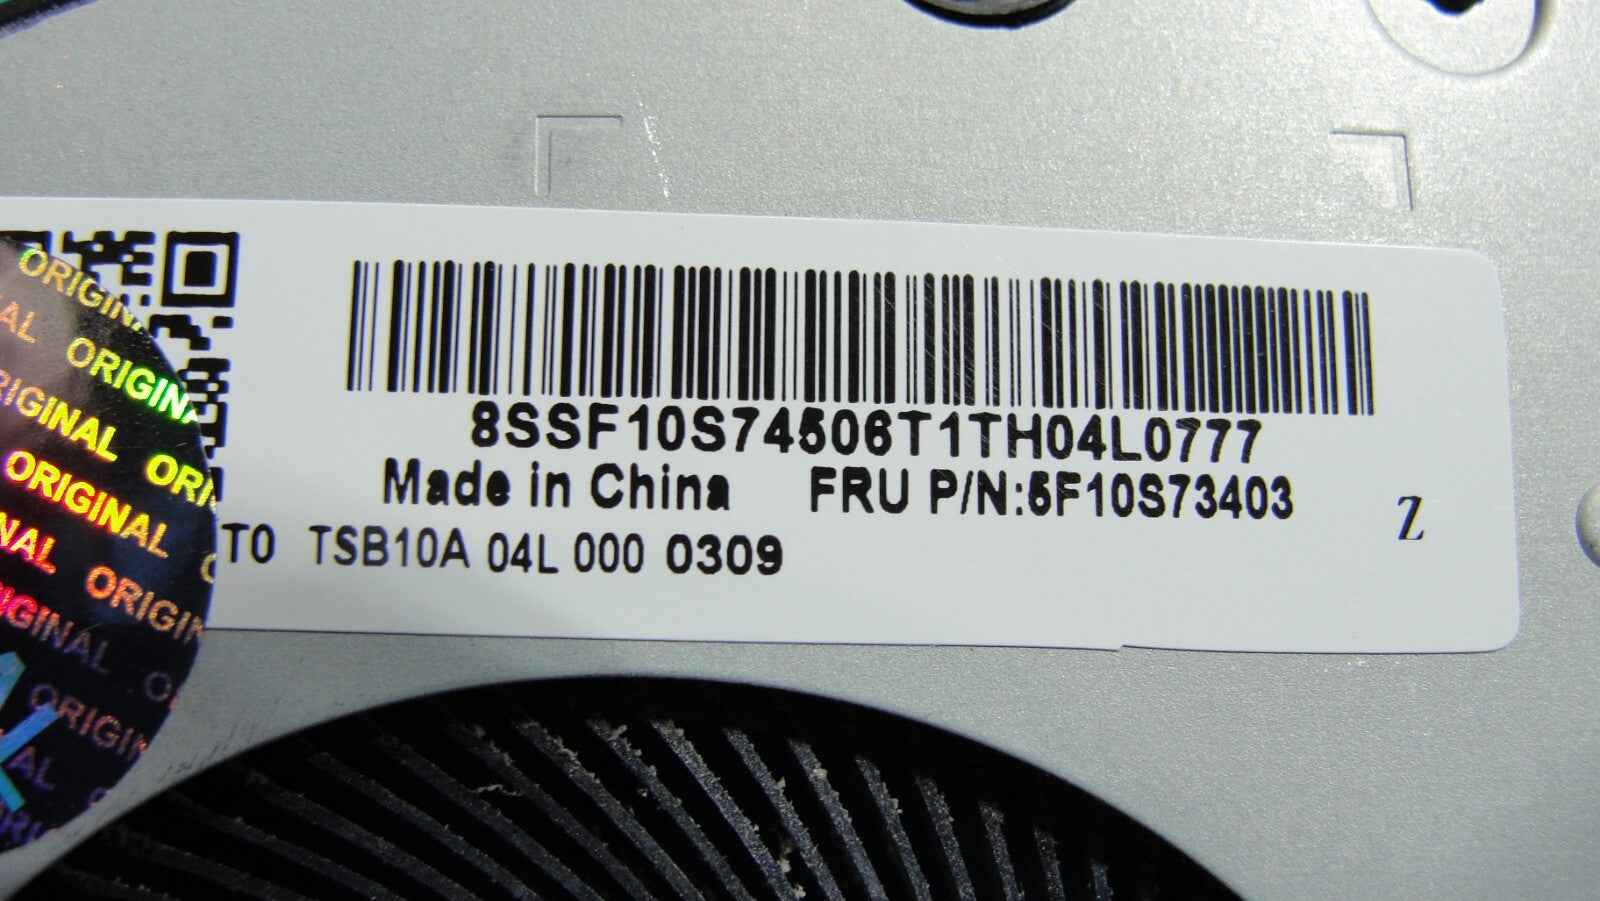 8SSF10S74506T1TH04L0777
Made in China FRU P/N:5F10S73403
Z
T0 TSB10A 04L 000 0309
ORIGINAL
ORIGINAL
ORIGINAL